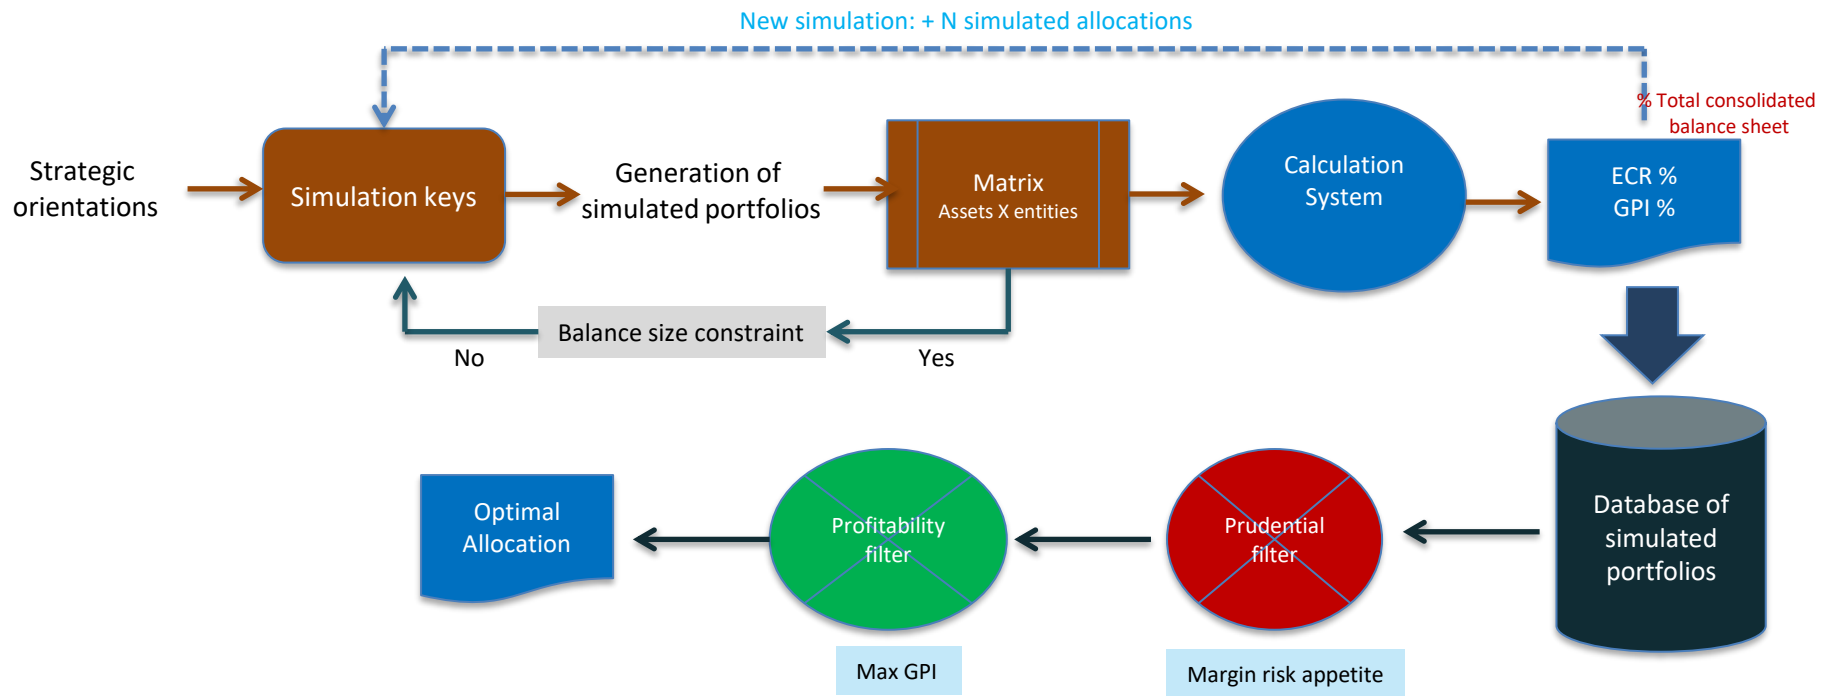 New simulation: + N simulated allocations
% Total consolidated
balance sheet
Strategic
orientations
Simulation keys
Generation of
simulated portfolios
Matrix
Assets X entities
Calculation
System
ECR %
GPI %
Balance size constraint
No
Yes
Optimal
Allocation
Profitability
filter
Prudential
filter
Database of
simulated
portfolios
Max GPI
Margin risk appetite